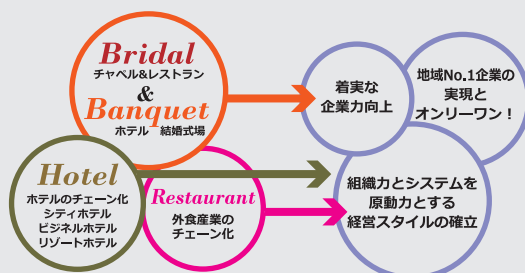 Bridal
チャペル&レストラン
&
Banquet
ホテル 結婚式場
Hotel
ホテルのチェーン化
シティホテル
ビジネルホテル
リゾートホテル
Restaurant
外食産業の
チェーン化
着実な
企業力向上
地域No.1企業の
実現と
オンリーワン！
組織力とシステムを
原動力とする
経営スタイルの確立